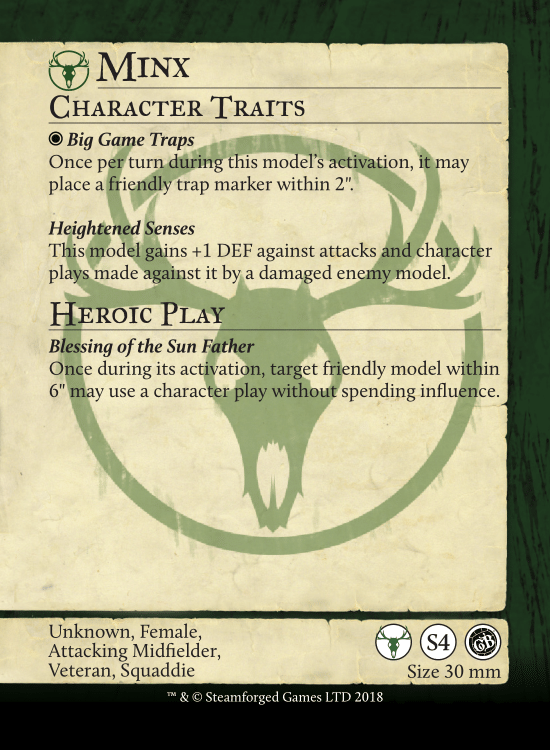 Minx
Character Traits
Big Game Traps
Once per turn during this model's activation, it may
place a friendly trap marker within 2".
Heightened Senses
This model gains +1 DEF against attacks and character
plays made against it by a damaged enemy model.
Heroic Play
Blessing of the Sun Father
Once during its activation, target friendly model within
6" may use a character play without spending influence.
Unknown, Female,
Attacking Midfielder,
Veteran, Squaddie
S4
GB
Size 30 mm
™ & © Steamforged Games LTD 2018